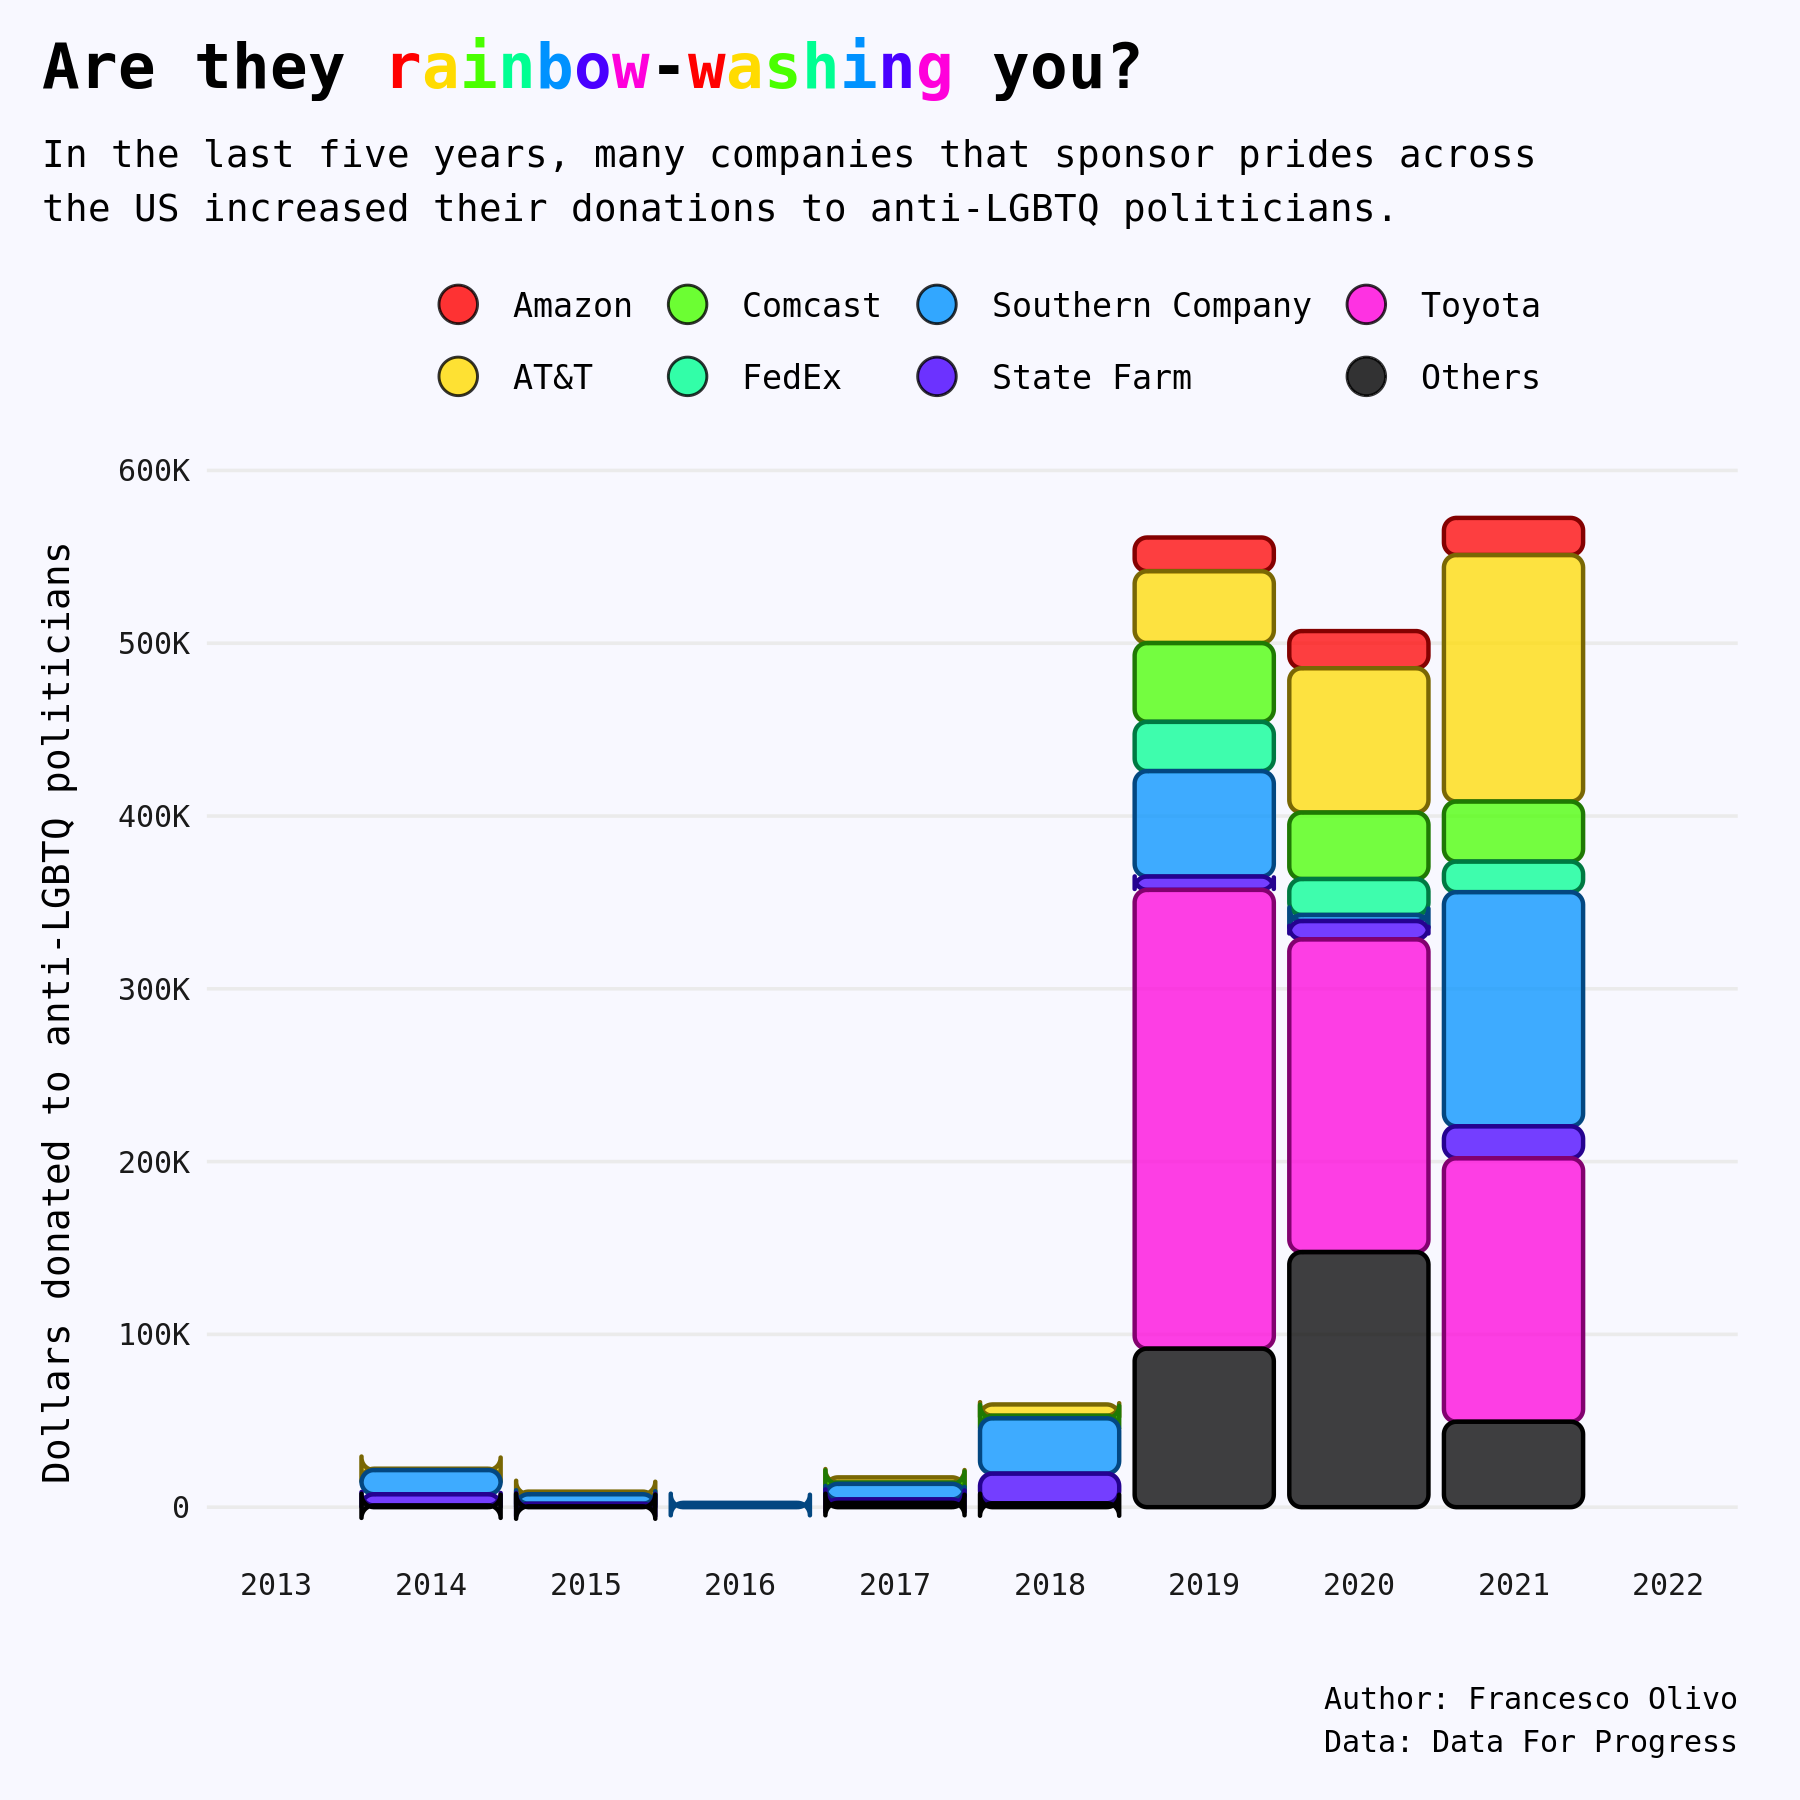 Are they rainbow-washing you?
In the last five years, many companies that sponsor prides across
the US increased their donations to anti-LGBTQ politicians.
Amazon Comcast Southern Company Toyota
AT&T FedEx State Farm Others
Dollars donated to anti-LGBTQ politicians
600K
500K
400K
300K
200K
100K
0
2013 2014 2015 2016 2017 2018 2019 2020 2021 2022
Author: Francesco Olivo
Data: Data For Progress